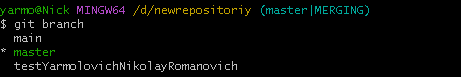 yarmo@Nick MINGW64 /d/newrepositoriy (master|MERGING)
$ git branch
  main
* master
  testYarmolovichNikolayRomanovich